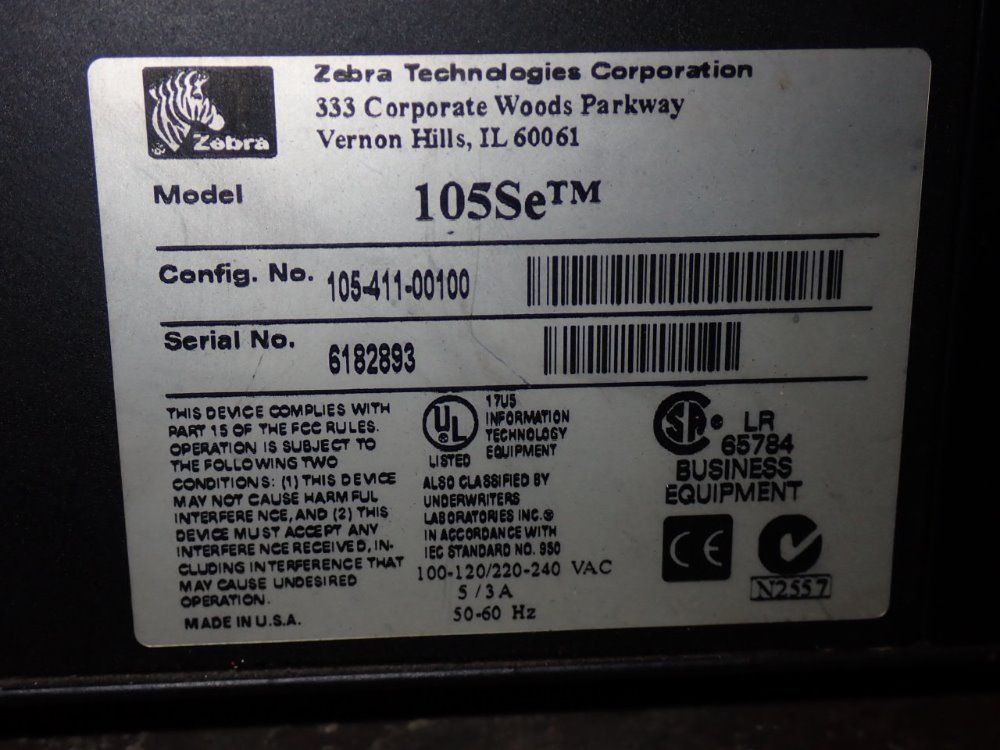 Zebra
Zebra Technologies Corporation
333 Corporate Woods Parkway
Vernon Hills, IL 60061
Model 105Se™
Config. No. 105-411-00100
Serial No. 6182893
THIS DEVICE COMPLIES WITH
PART 15 OF THE FCC RULES.
OPERATION IS SUBJECT TO
THE FOLLOWING TWO
CONDITIONS: (1) THIS DEVICE
MAY NOT CAUSE HARMFUL
INTERFERENCE, AND (2) THIS
DEVICE MUST ACCEPT ANY
INTERFERENCE RECEIVED, IN-
CLUDING INTERFERENCE THAT
MAY CAUSE UNDESIRED
OPERATION.
MADE IN U.S.A.
UL
LISTED
17U5
INFORMATION
TECHNOLOGY
EQUIPMENT
ALSO CLASSIFIED BY
UNDERWRITERS
LABORATORIES INC.®
IN ACCORDANCE WITH
IEC STANDARD NO. 950
100-120/220-240 VAC
5 / 3 A
50-60 Hz
SA® LR
65784
BUSINESS
EQUIPMENT
CE
N2557